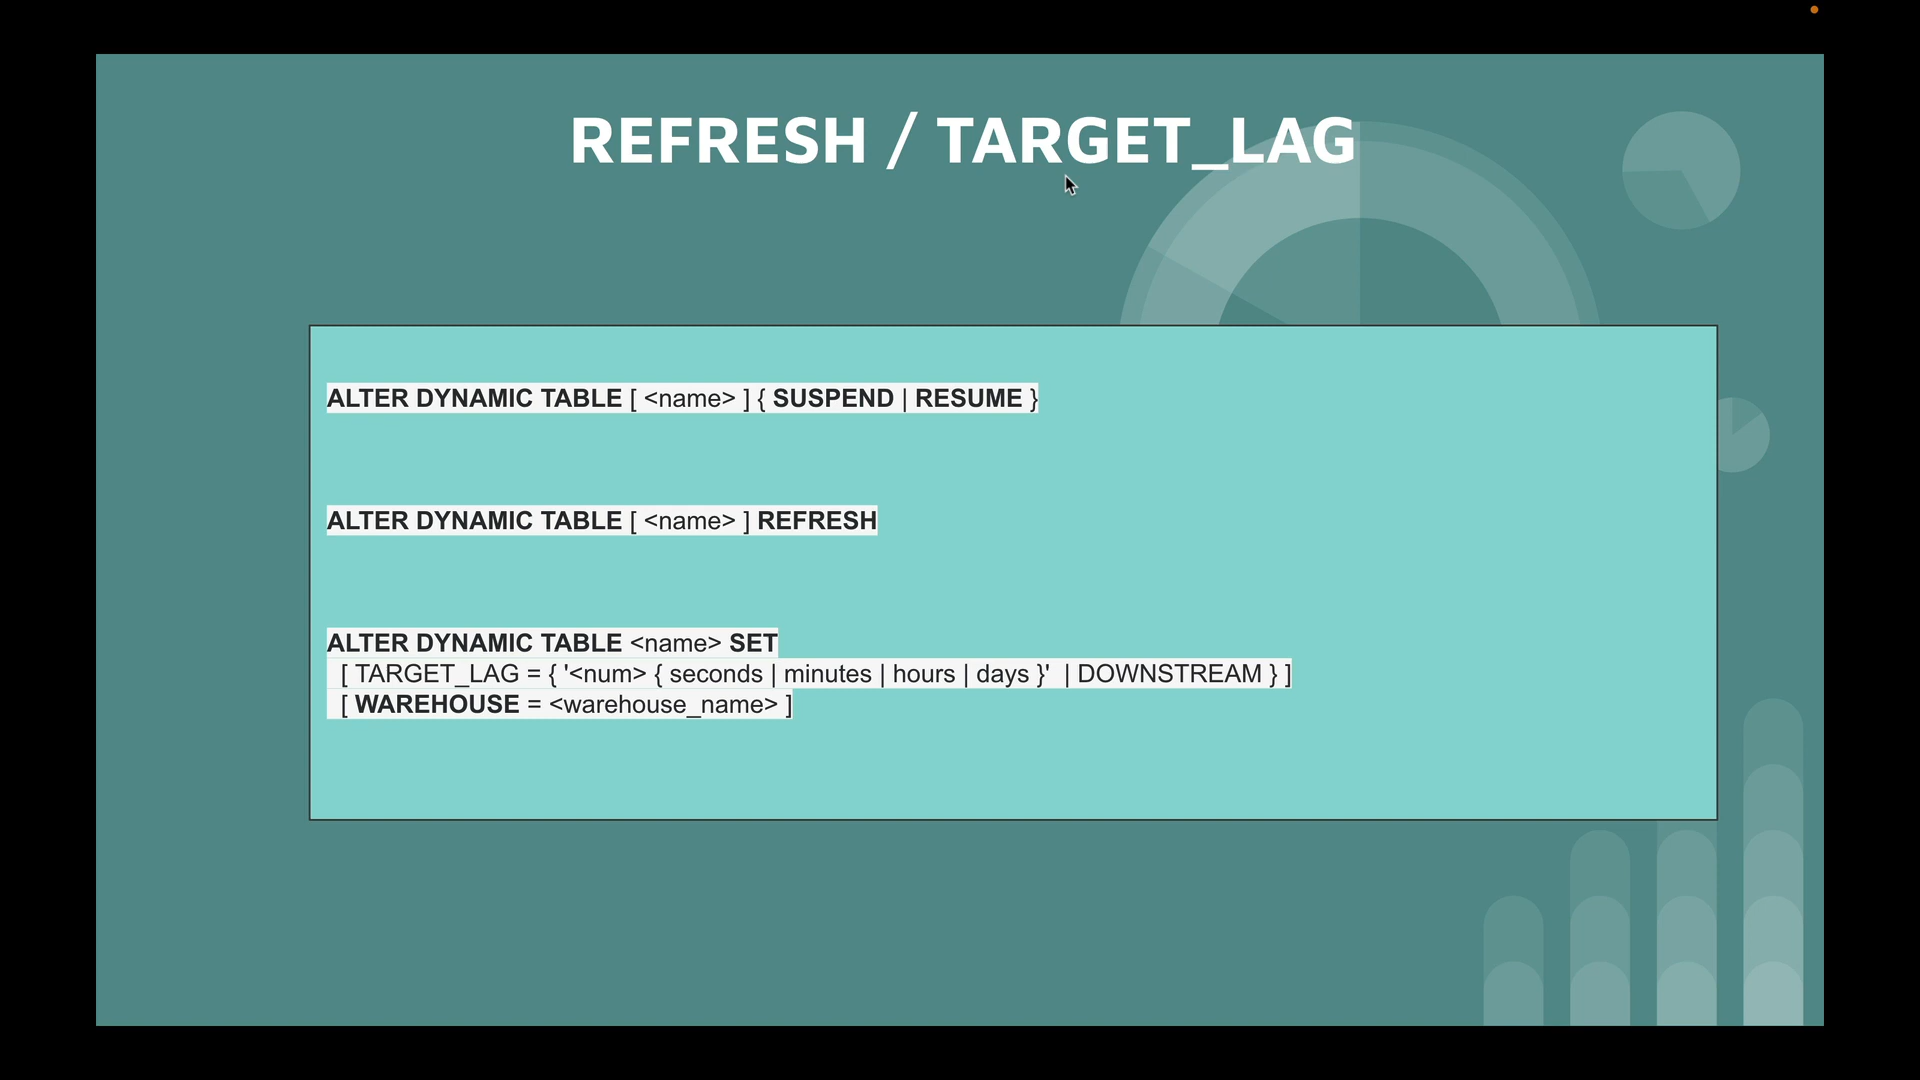 REFRESH / TARGET_LAG
ALTER DYNAMIC TABLE [ <name> ] { SUSPEND | RESUME }
ALTER DYNAMIC TABLE [ <name> ] REFRESH
ALTER DYNAMIC TABLE <name> SET
[ TARGET_LAG = { '<num> { seconds | minutes | hours | days }' | DOWNSTREAM } ]
[ WAREHOUSE = <warehouse_name> ]